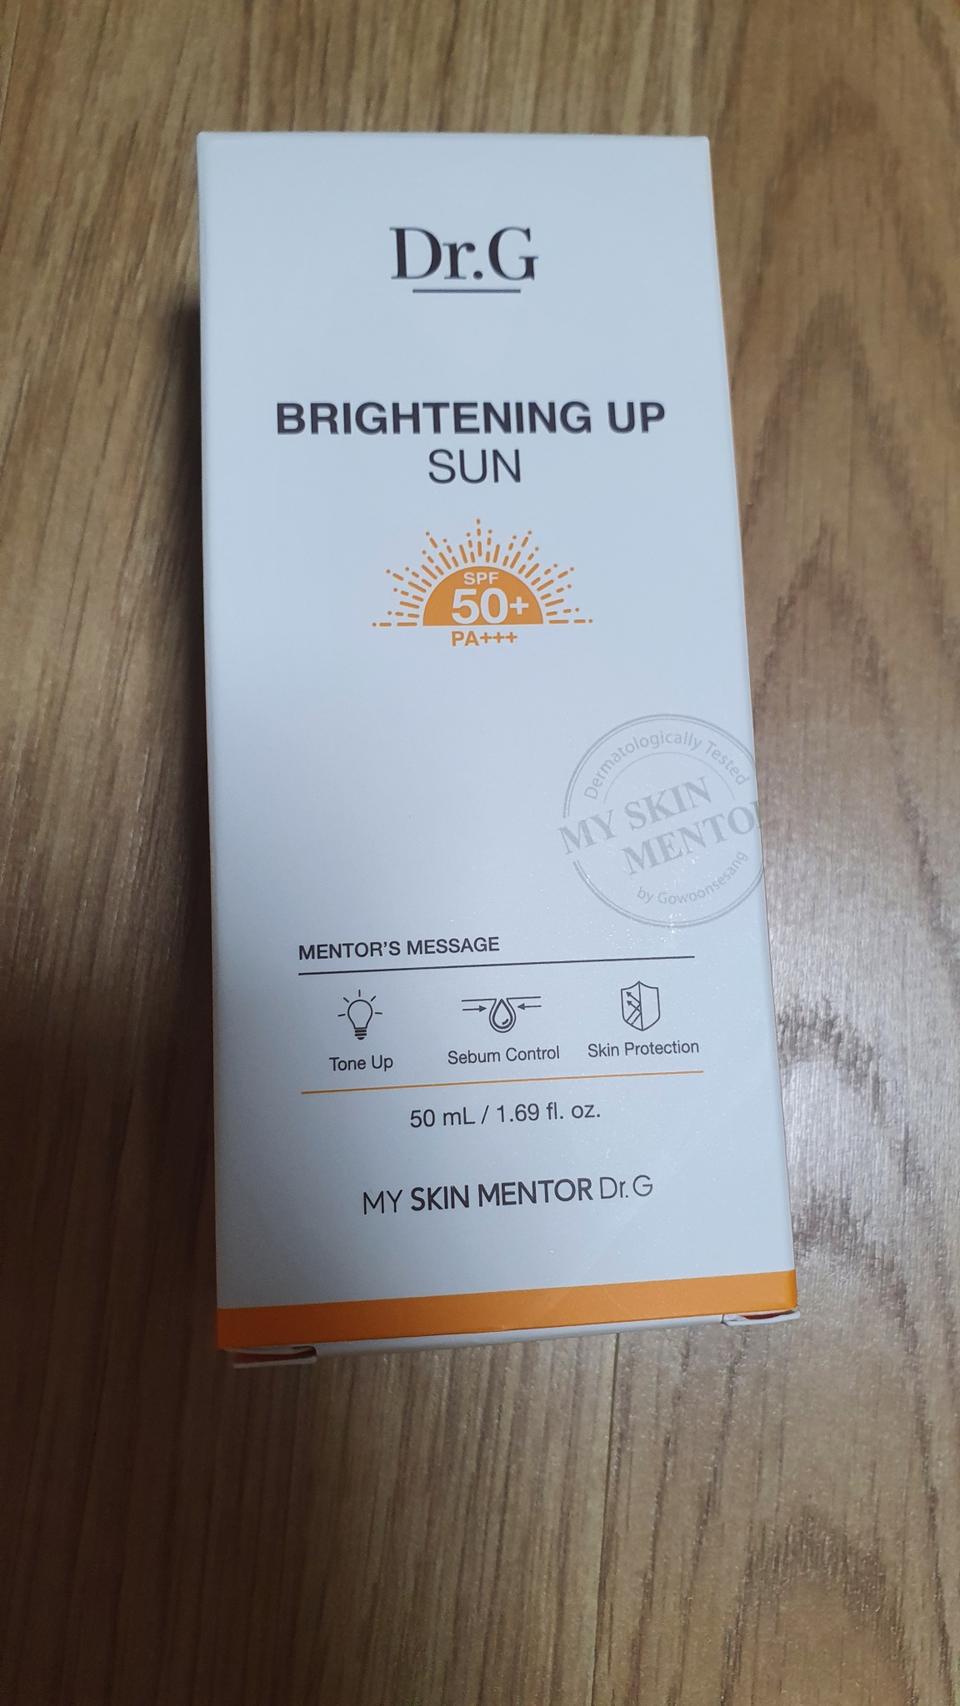 Dr.G
BRIGHTENING UP
SUN
SPF
50+
PA+++
Dermatologically Tested
MY SKIN
MENTOR
by Gowoonsesang
MENTOR'S MESSAGE
Tone Up
Sebum Control
Skin Protection
50 mL / 1.69 fl. oz.
MY SKIN MENTOR Dr.G